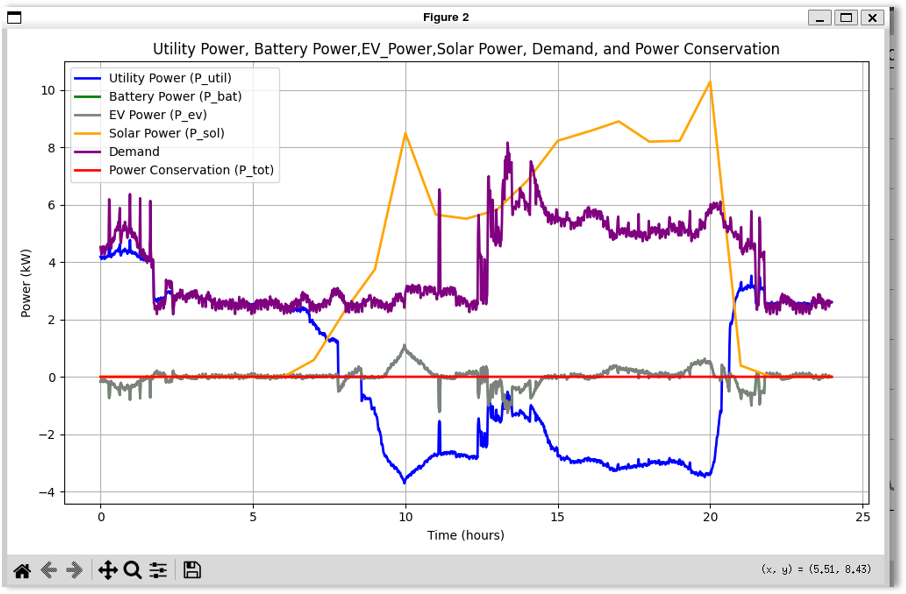 Figure 2
Utility Power, Battery Power,EV_Power,Solar Power, Demand, and Power Conservation
Utility Power (P_util)
Battery Power (P_bat)
EV Power (P_ev)
Solar Power (P_sol)
Demand
Power Conservation (P_tot)
10
8
6
4
2
0
−2
−4
Power (kW)
0
5
10
15
20
25
Time (hours)
(x, y) = (5.51, 8.43)